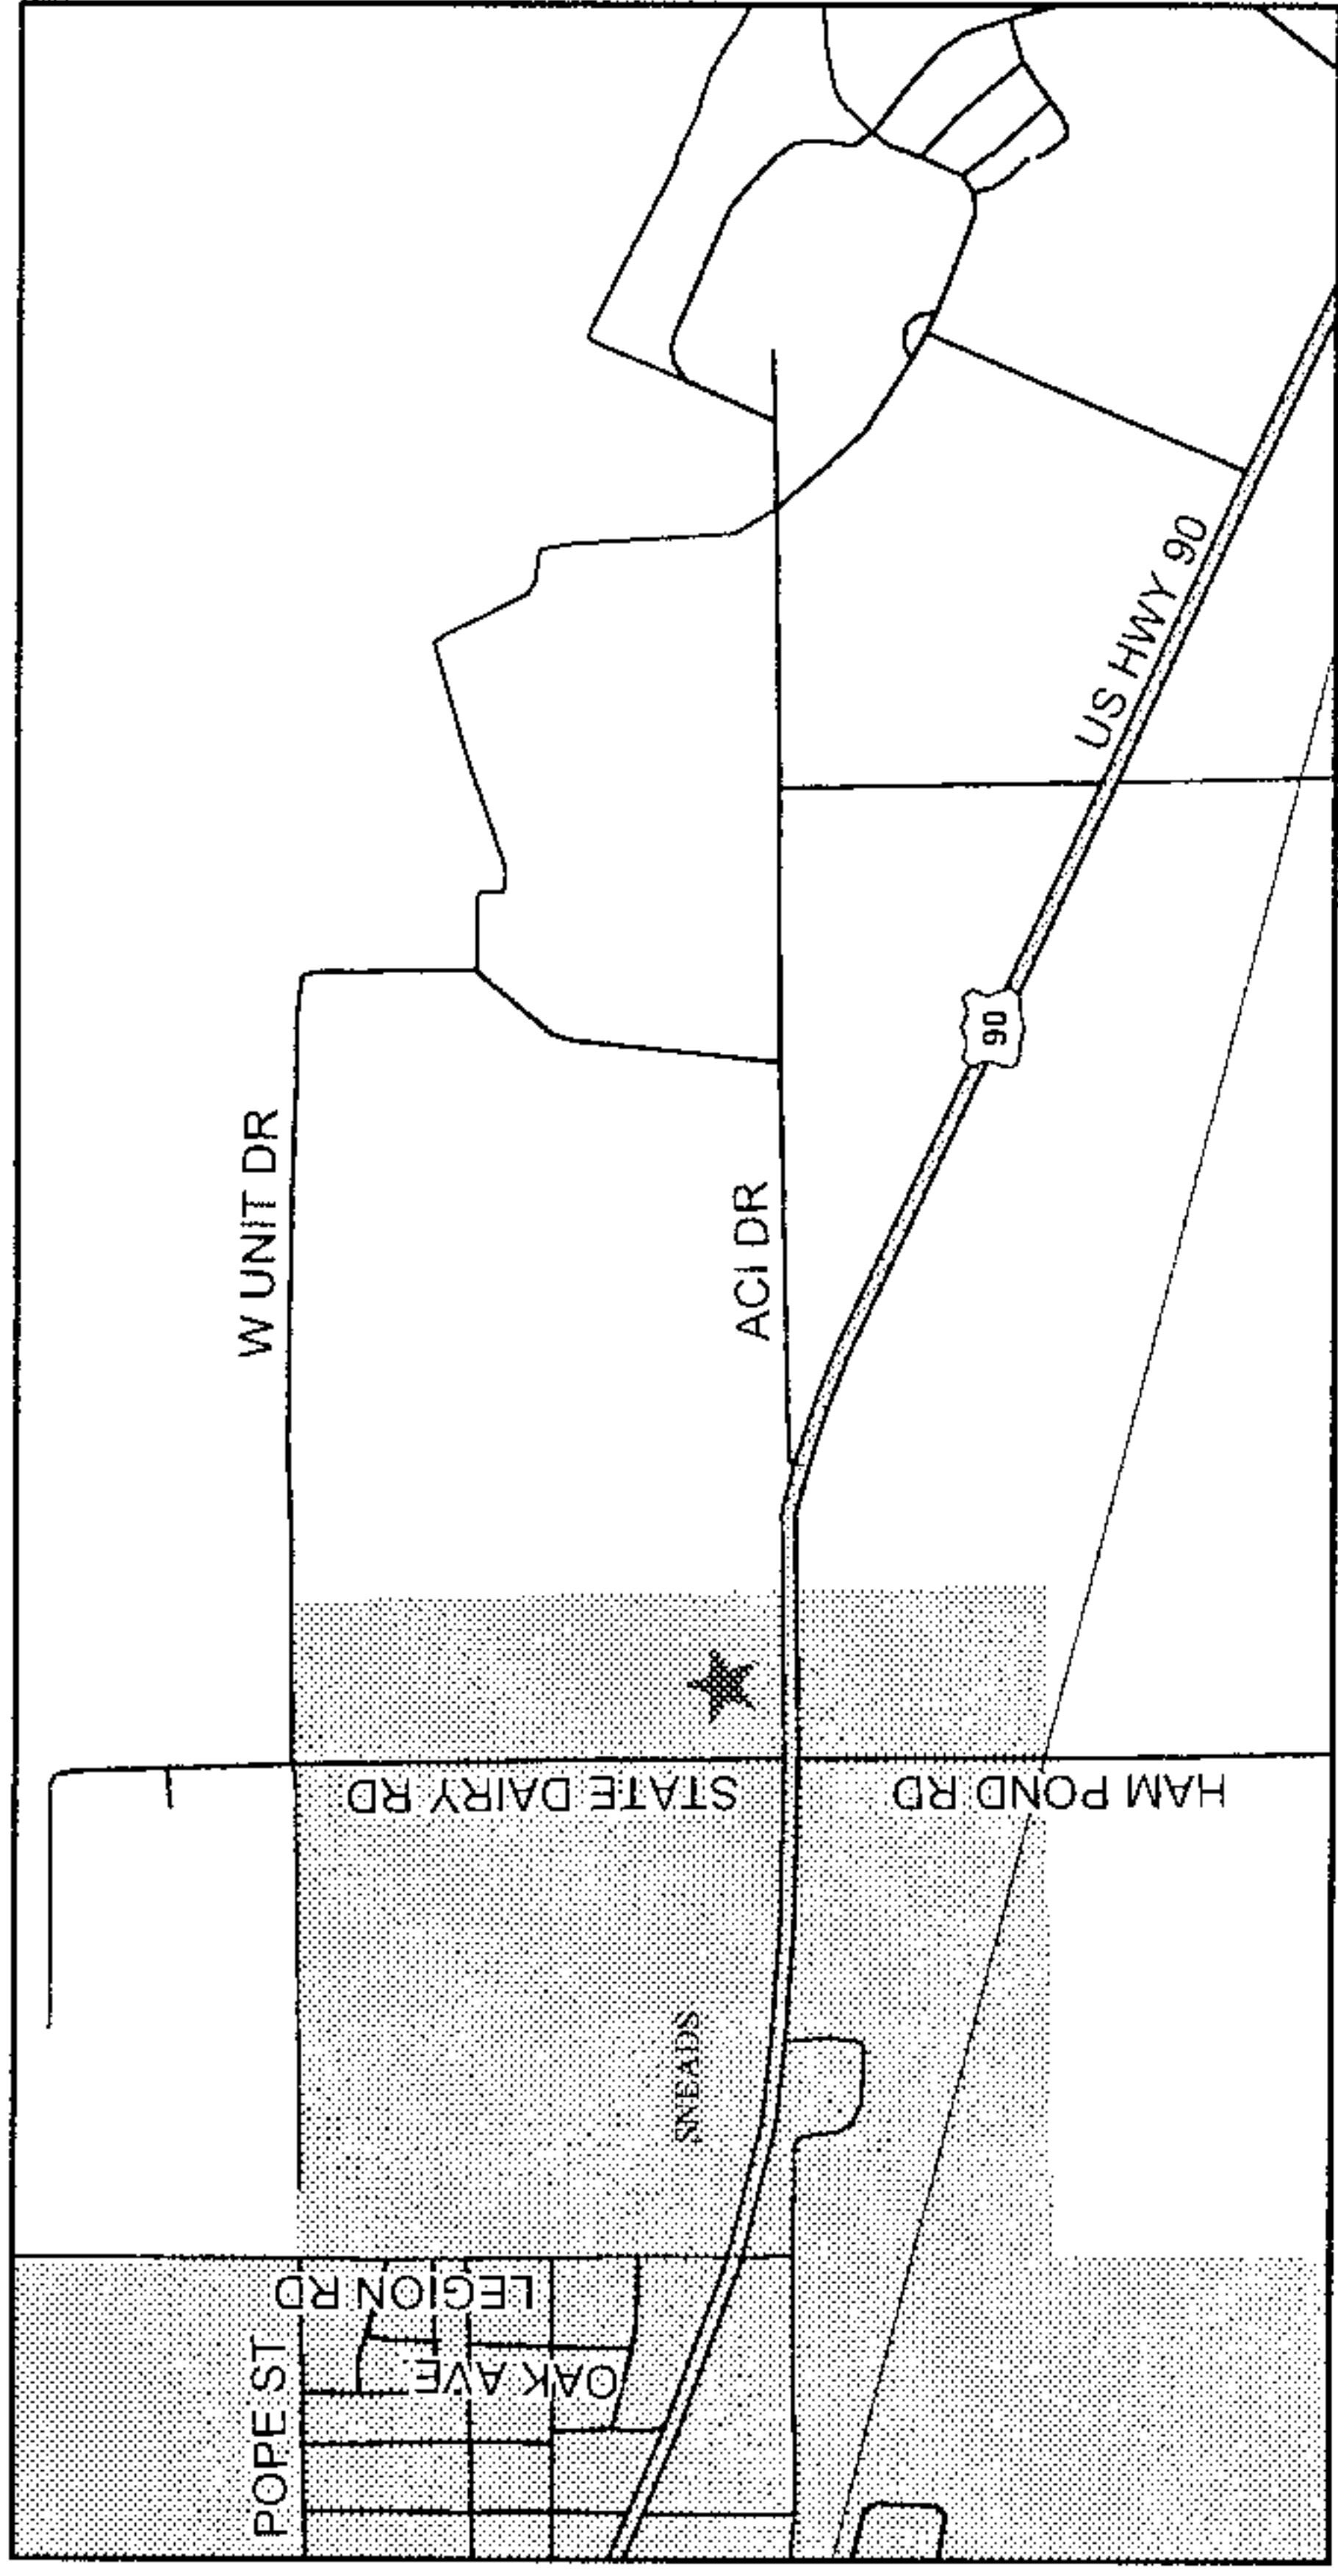 W UNIT DR
ACI DR
US HWY 90
90
STATE DAIRY RD
HAM POND RD
SNEADS
LEGION RD
OAK AVE
POPE ST